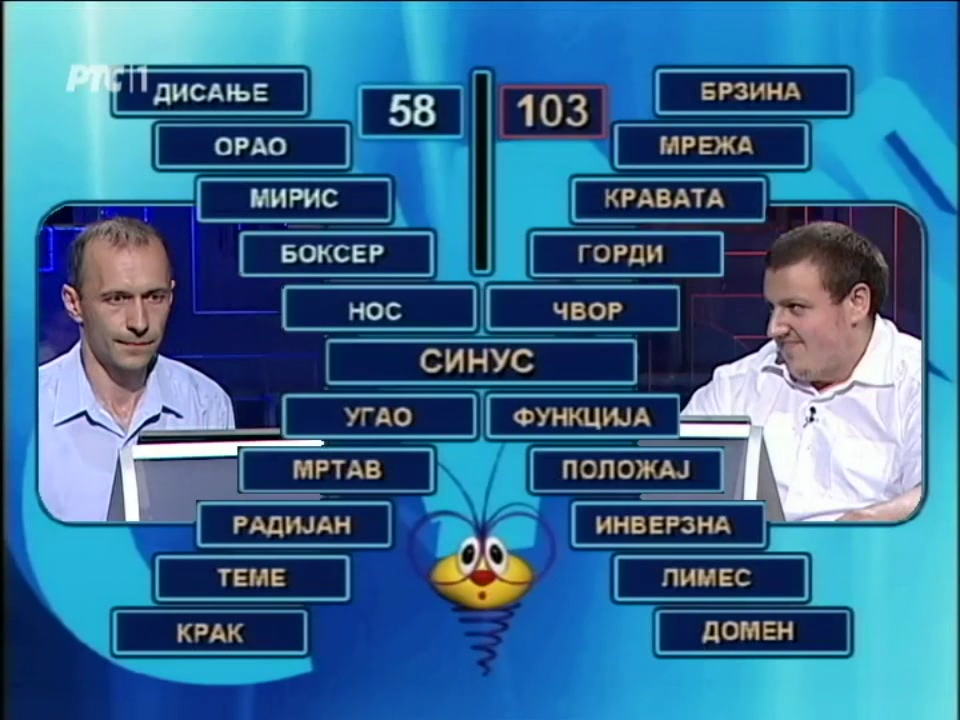 РТС 1
ДИСАЊЕ
58
103
БРЗИНА
ОРАО
МРЕЖА
МИРИС
КРАВАТА
БОКСЕР
ГОРДИ
НОС
ЧВОР
СИНУС
УГАО
ФУНКЦИЈА
МРТАВ
ПОЛОЖАЈ
РАДИЈАН
ИНВЕРЗНА
ТЕМЕ
ЛИМЕС
КРАК
ДОМЕН